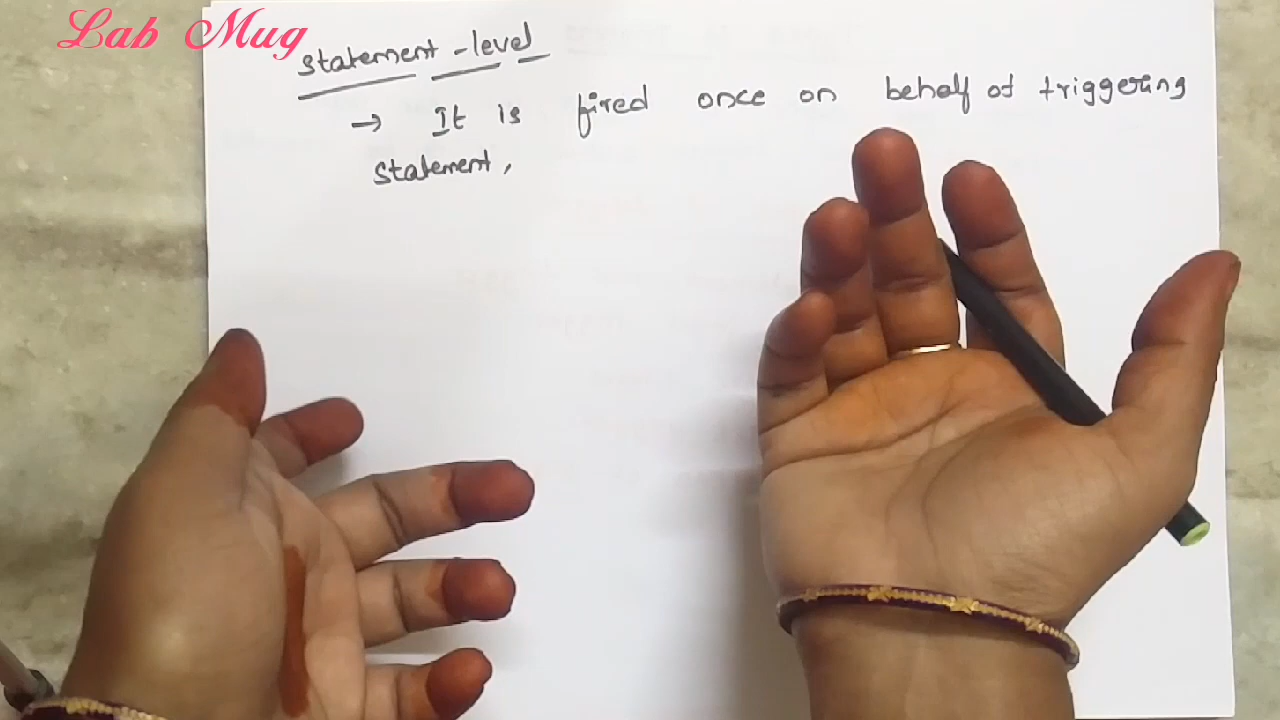 Lab Mug
Statement-level
→ It is fired once on behalf of triggering
statement,